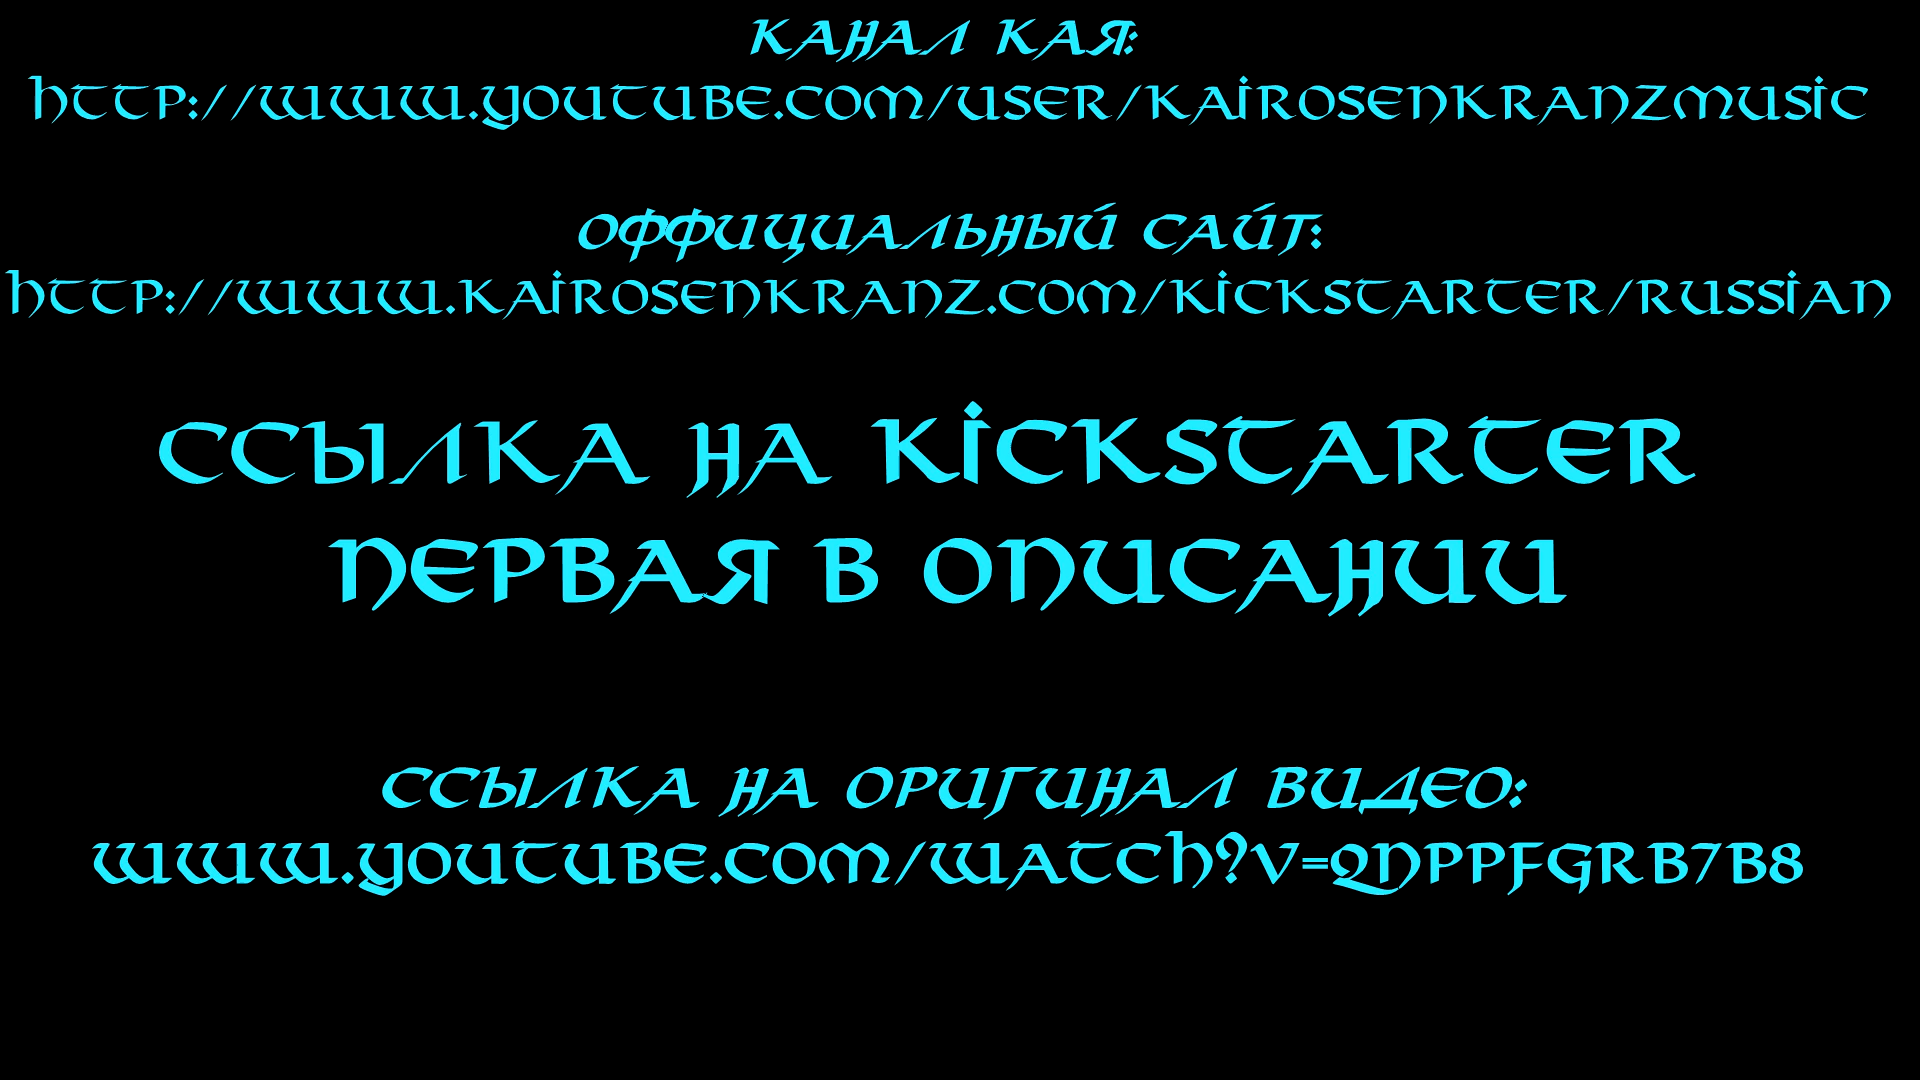 КАНАЛ КАЯ:
HTTP://WWW.YOUTUBE.COM/USER/KAIROSENKRANZMUSIC
ОФФИЦИАЛЬНЫЙ САЙТ:
HTTP://WWW.KAIROSENKRANZ.COM/KICKSTARTER/RUSSIAN
ССЫЛКА НА KICKSTARTER
ПЕРВАЯ В ОПИСАНИИ
ССЫЛКА НА ОРИГИНАЛ ВИДЕО:
WWW.YOUTUBE.COM/WATCH?V=QNPPFGRB7B8